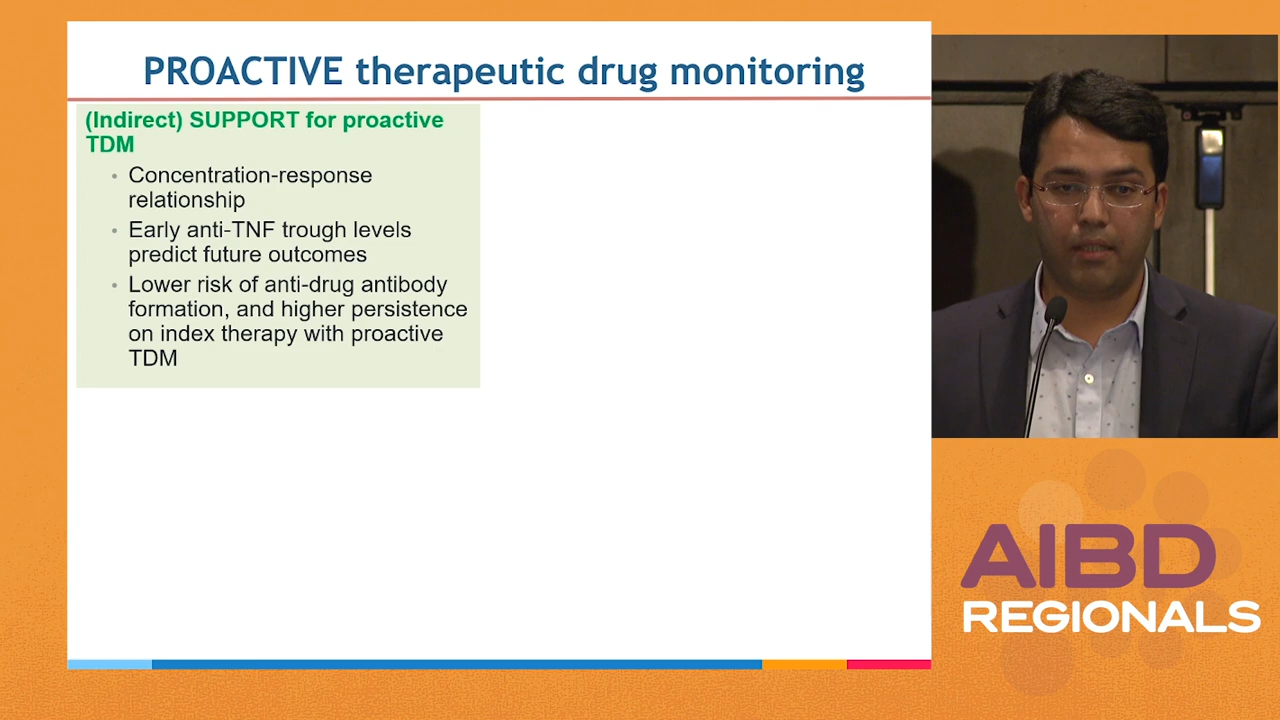 PROACTIVE therapeutic drug monitoring
(Indirect) SUPPORT for proactive
TDM
• Concentration-response
relationship
• Early anti-TNF trough levels
predict future outcomes
• Lower risk of anti-drug antibody
formation, and higher persistence
on index therapy with proactive
TDM
AIBD
REGIONALS